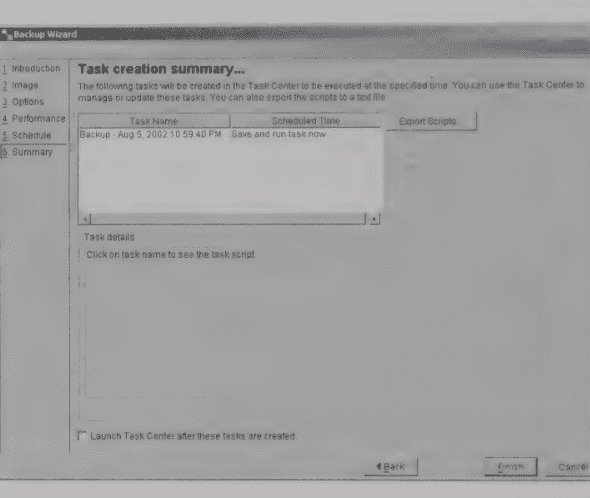 Backup Wizard
1 Introduction
2 Image
3. Options
4 Performance
5. Schedule
6. Summary
Task creation summary...
The following tasks will be created in the Task Center to be executed at the specified time. You can use the Task Center to
manage or update these tasks. You can also export the scripts to a text file
Task Name Scheduled Time
Export Scripts...
Backup - Aug 5, 2002 10 59.40 PM Save and run task now
Task details
Click on task name to see the task script
Launch Task Center after these tasks are created.
Back
Finish
Cancel